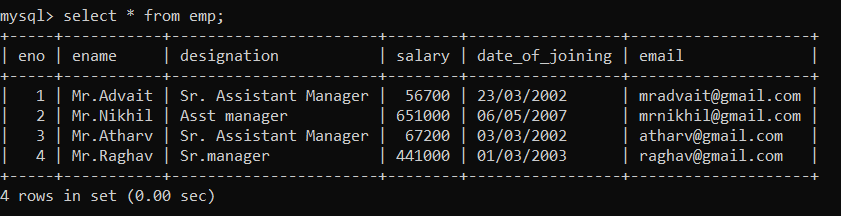 mysql> select * from emp;
+-----+-----------+-----------------------+--------+-----------------+--------------------+
| eno | ename     | designation           | salary | date_of_joining | email              |
+-----+-----------+-----------------------+--------+-----------------+--------------------+
|   1 | Mr.Advait | Sr. Assistant Manager |  56700 | 23/03/2002      | mradvait@gmail.com |
|   2 | Mr.Nikhil | Asst manager          | 651000 | 06/05/2007      | mrnikhil@gmail.com |
|   3 | Mr.Atharv | Sr. Assistant Manager |  67200 | 03/03/2002      | atharv@gmail.com   |
|   4 | Mr.Raghav | Sr.manager            | 441000 | 01/03/2003      | raghav@gmail.com   |
+-----+-----------+-----------------------+--------+-----------------+--------------------+
4 rows in set (0.00 sec)